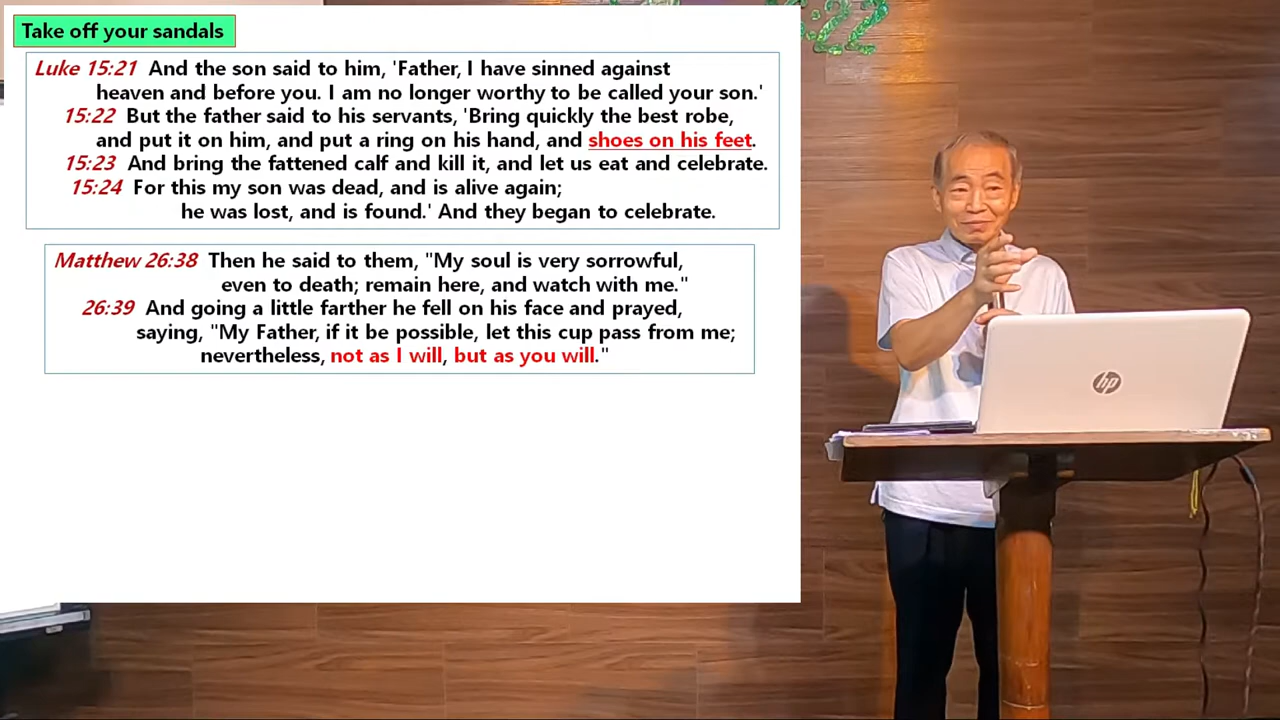 Take off your sandals
Luke 15:21 And the son said to him, 'Father, I have sinned against
heaven and before you. I am no longer worthy to be called your son.'
15:22 But the father said to his servants, 'Bring quickly the best robe,
and put it on him, and put a ring on his hand, and shoes on his feet.
15:23 And bring the fattened calf and kill it, and let us eat and celebrate.
15:24 For this my son was dead, and is alive again;
he was lost, and is found.' And they began to celebrate.
Matthew 26:38 Then he said to them, "My soul is very sorrowful,
even to death; remain here, and watch with me."
26:39 And going a little farther he fell on his face and prayed,
saying, "My Father, if it be possible, let this cup pass from me;
nevertheless, not as I will, but as you will."
22
hp